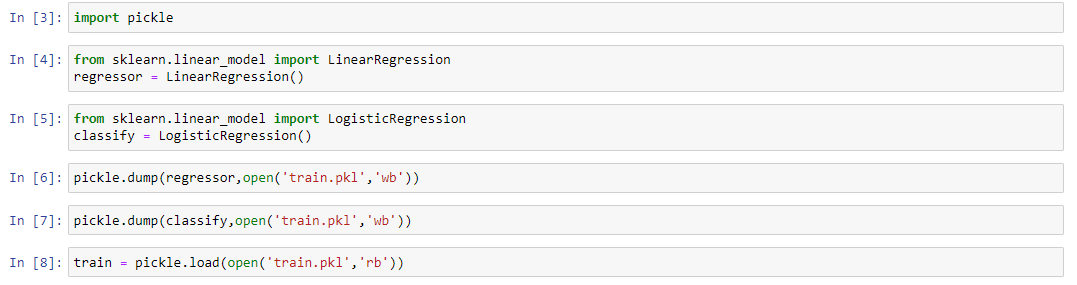 In [3]: import pickle
In [4]: from sklearn.linear_model import LinearRegression
regressor = LinearRegression()
In [5]: from sklearn.linear_model import LogisticRegression
classify = LogisticRegression()
In [6]: pickle.dump(regressor,open('train.pkl','wb'))
In [7]: pickle.dump(classify,open('train.pkl','wb'))
In [8]: train = pickle.load(open('train.pkl','rb'))